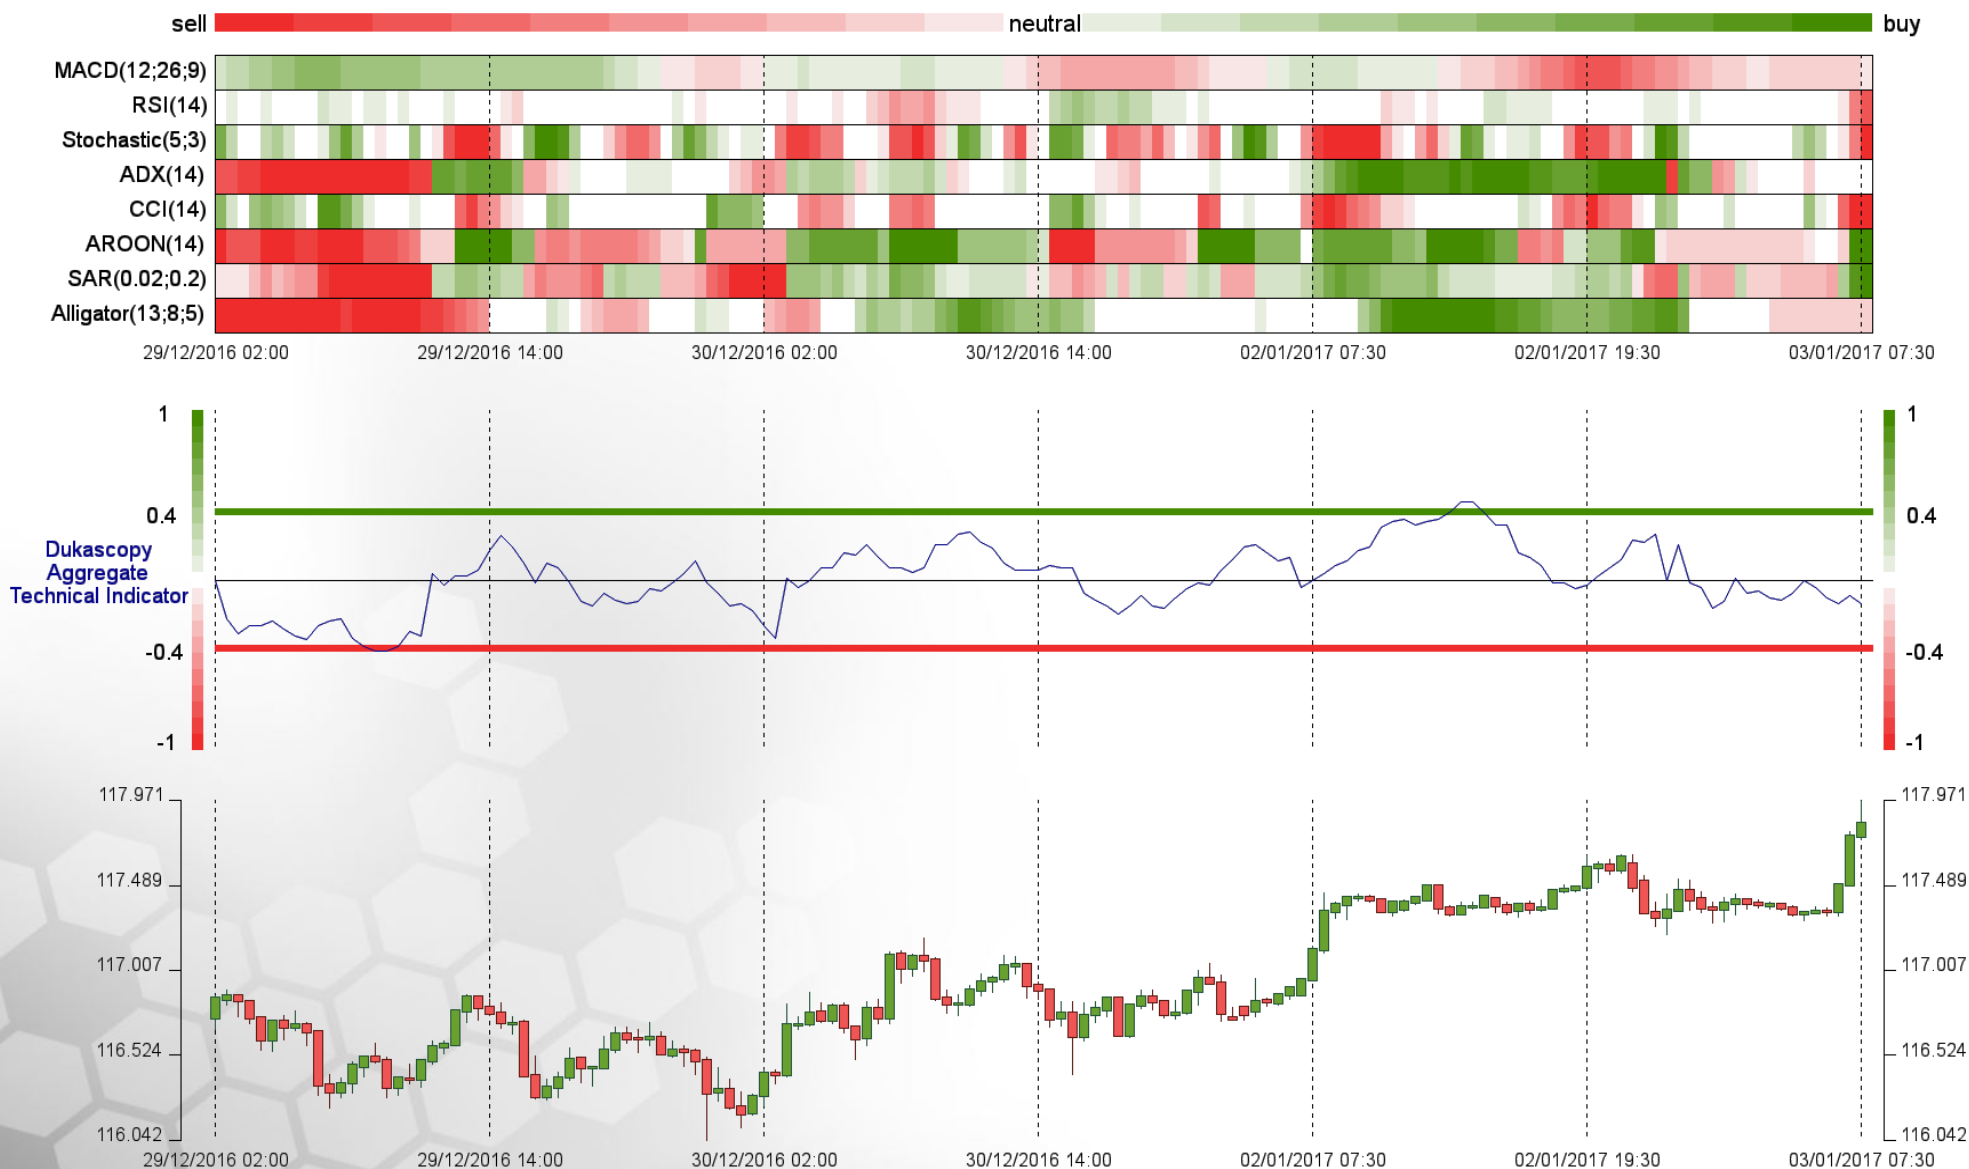 sell neutral buy
MACD(12;26;9)
RSI(14)
Stochastic(5;3)
ADX(14)
CCI(14)
AROON(14)
SAR(0.02;0.2)
Alligator(13;8;5)
29/12/2016 02:00 29/12/2016 14:00 30/12/2016 02:00 30/12/2016 14:00 02/01/2017 07:30 02/01/2017 19:30 03/01/2017 07:30
1 1
0.4 0.4
Dukascopy
Aggregate
Technical Indicator
-0.4 -0.4
-1 -1
117.971 117.971
117.489 117.489
117.007 117.007
116.524 116.524
116.042 116.042
29/12/2016 02:00 29/12/2016 14:00 30/12/2016 02:00 30/12/2016 14:00 02/01/2017 07:30 02/01/2017 19:30 03/01/2017 07:30